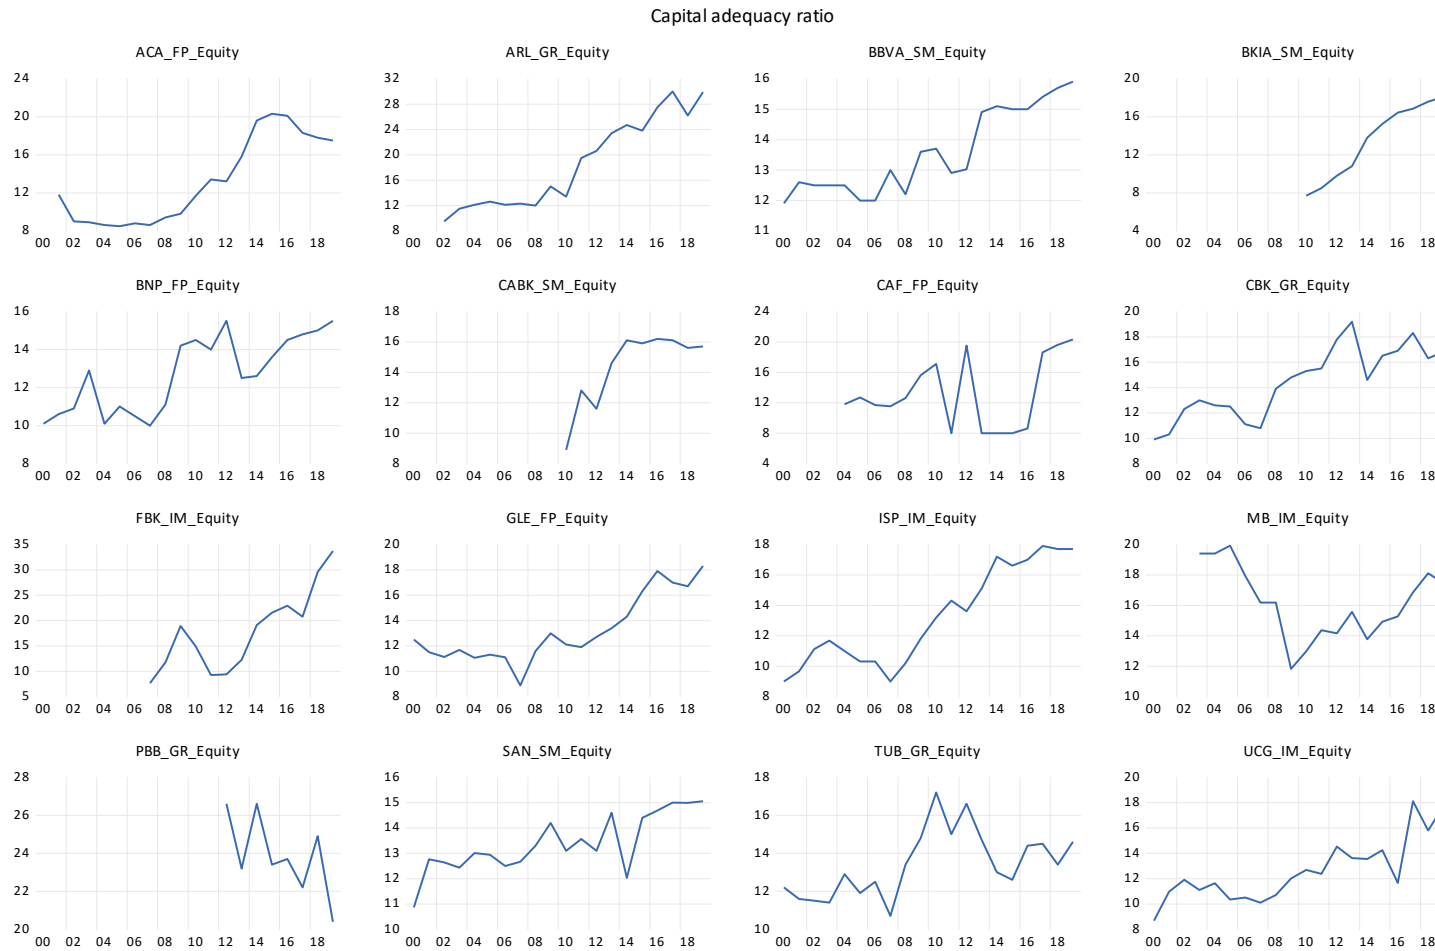 Capital adequacy ratio
ACA_FP_Equity
24
20
16
12
8
00 02 04 06 08 10 12 14 16 18
ARL_GR_Equity
32
28
24
20
16
12
8
00 02 04 06 08 10 12 14 16 18
BBVA_SM_Equity
16
15
14
13
12
11
00 02 04 06 08 10 12 14 16 18
BKIA_SM_Equity
20
16
12
8
4
00 02 04 06 08 10 12 14 16 18
BNP_FP_Equity
16
14
12
10
8
00 02 04 06 08 10 12 14 16 18
CABK_SM_Equity
18
16
14
12
10
8
00 02 04 06 08 10 12 14 16 18
CAF_FP_Equity
24
20
16
12
8
4
00 02 04 06 08 10 12 14 16 18
CBK_GR_Equity
20
18
16
14
12
10
8
00 02 04 06 08 10 12 14 16 18
FBK_IM_Equity
35
30
25
20
15
10
5
00 02 04 06 08 10 12 14 16 18
GLE_FP_Equity
20
18
16
14
12
10
8
00 02 04 06 08 10 12 14 16 18
ISP_IM_Equity
18
16
14
12
10
8
00 02 04 06 08 10 12 14 16 18
MB_IM_Equity
20
18
16
14
12
10
00 02 04 06 08 10 12 14 16 18
PBB_GR_Equity
28
26
24
22
20
00 02 04 06 08 10 12 14 16 18
SAN_SM_Equity
16
15
14
13
12
11
10
00 02 04 06 08 10 12 14 16 18
TUB_GR_Equity
18
16
14
12
10
00 02 04 06 08 10 12 14 16 18
UCG_IM_Equity
20
18
16
14
12
10
8
00 02 04 06 08 10 12 14 16 18